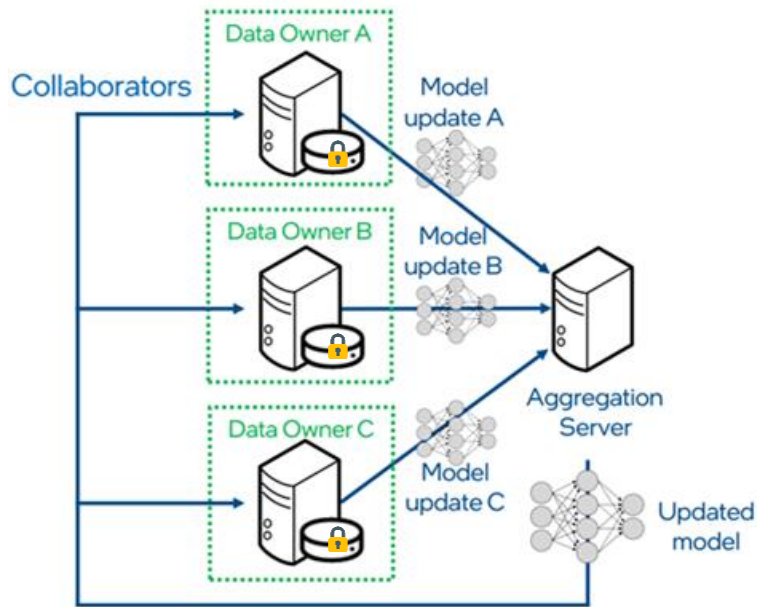 Data Owner A
Collaborators
Model
update A
Data Owner B
Model
update B
Data Owner C
Model
update C
Aggregation
Server
Updated
model